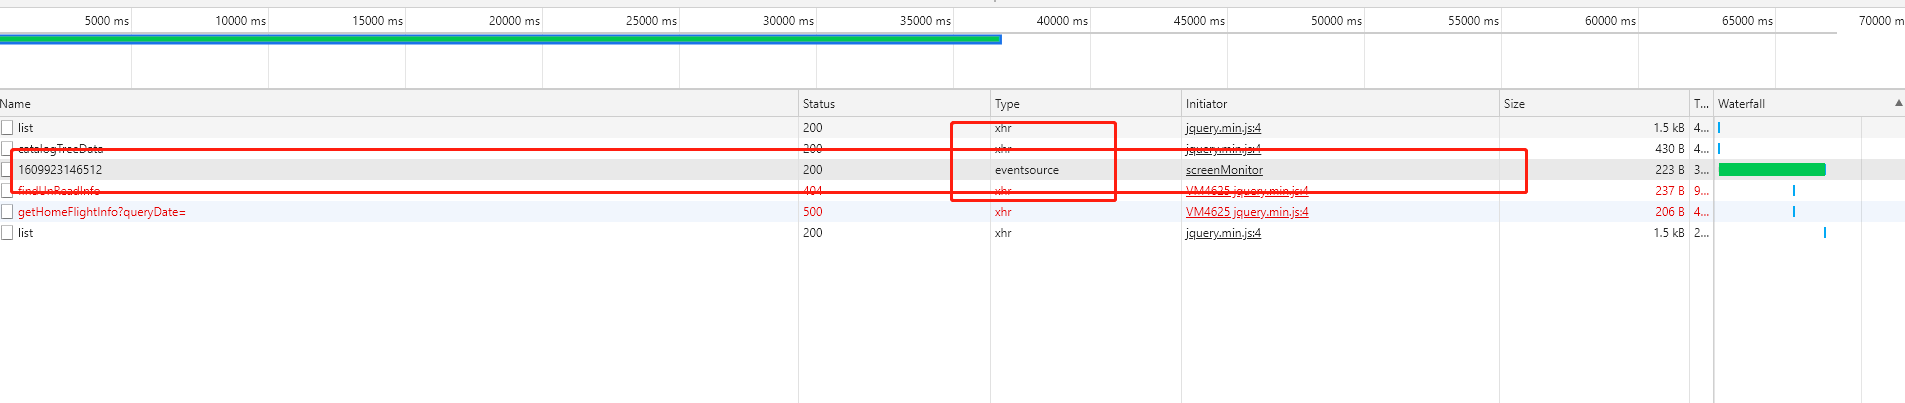 5000 ms 10000 ms 15000 ms 20000 ms 25000 ms 30000 ms 35000 ms 40000 ms 45000 ms 50000 ms 55000 ms 60000 ms 65000 ms 70000 m
Name Status Type Initiator Size T... Waterfall
list 200 xhr jquery.min.js:4 1.5 kB 4...
catalogTreeData 200 xhr jquery.min.js:4 430 B 4...
1609923146512 200 eventsource screenMonitor 223 B 3...
findUnReadInfo 404 xhr VM4625 jquery.min.js:4 237 B 9...
getHomeFlightInfo?queryDate= 500 xhr VM4625 jquery.min.js:4 206 B 4...
list 200 xhr jquery.min.js:4 1.5 kB 2...